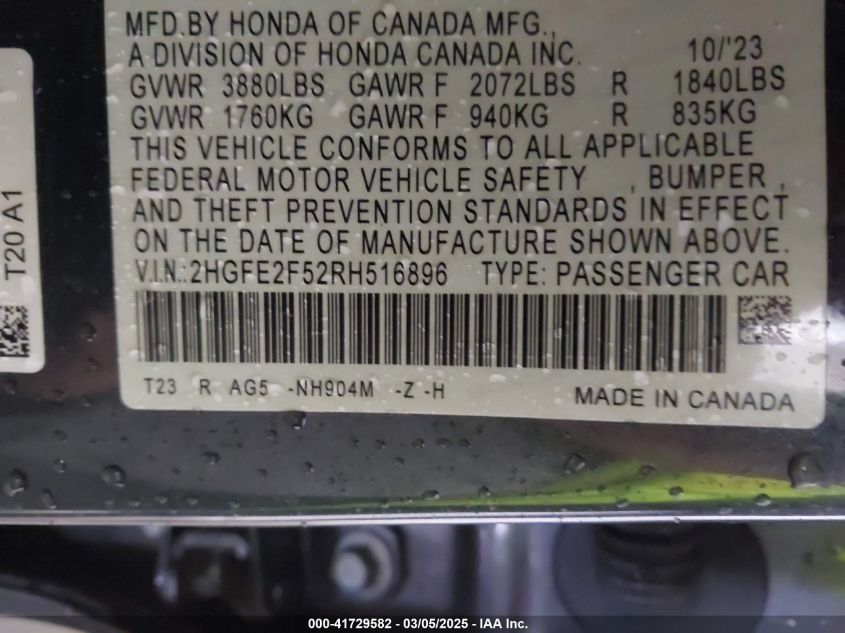 MFD.BY HONDA OF CANADA MFG.,
A DIVISION OF HONDA CANADA INC. 10/'23
GVWR 3880LBS GAWR F 2072LBS R 1840LBS
GVWR 1760KG GAWR F 940KG R 835KG
THIS VEHICLE CONFORMS TO ALL APPLICABLE
FEDERAL MOTOR VEHICLE SAFETY , BUMPER ,
AND THEFT PREVENTION STANDARDS IN EFFECT
ON THE DATE OF MANUFACTURE SHOWN ABOVE.
V.I.N.:2HGFE2F52RH516896 TYPE: PASSENGER CAR
T23 R AG5 -NH904M -Z -H MADE IN CANADA
T20 A1
000-41729582 - 03/05/2025 - IAA Inc.